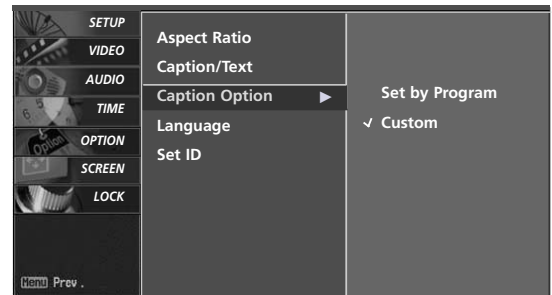 SETUP
VIDEO
AUDIO
TIME
OPTION
SCREEN
LOCK
Menu Prev.
Aspect Ratio
Caption/Text
Caption Option ▶
Language
Set ID
Set by Program
✓ Custom